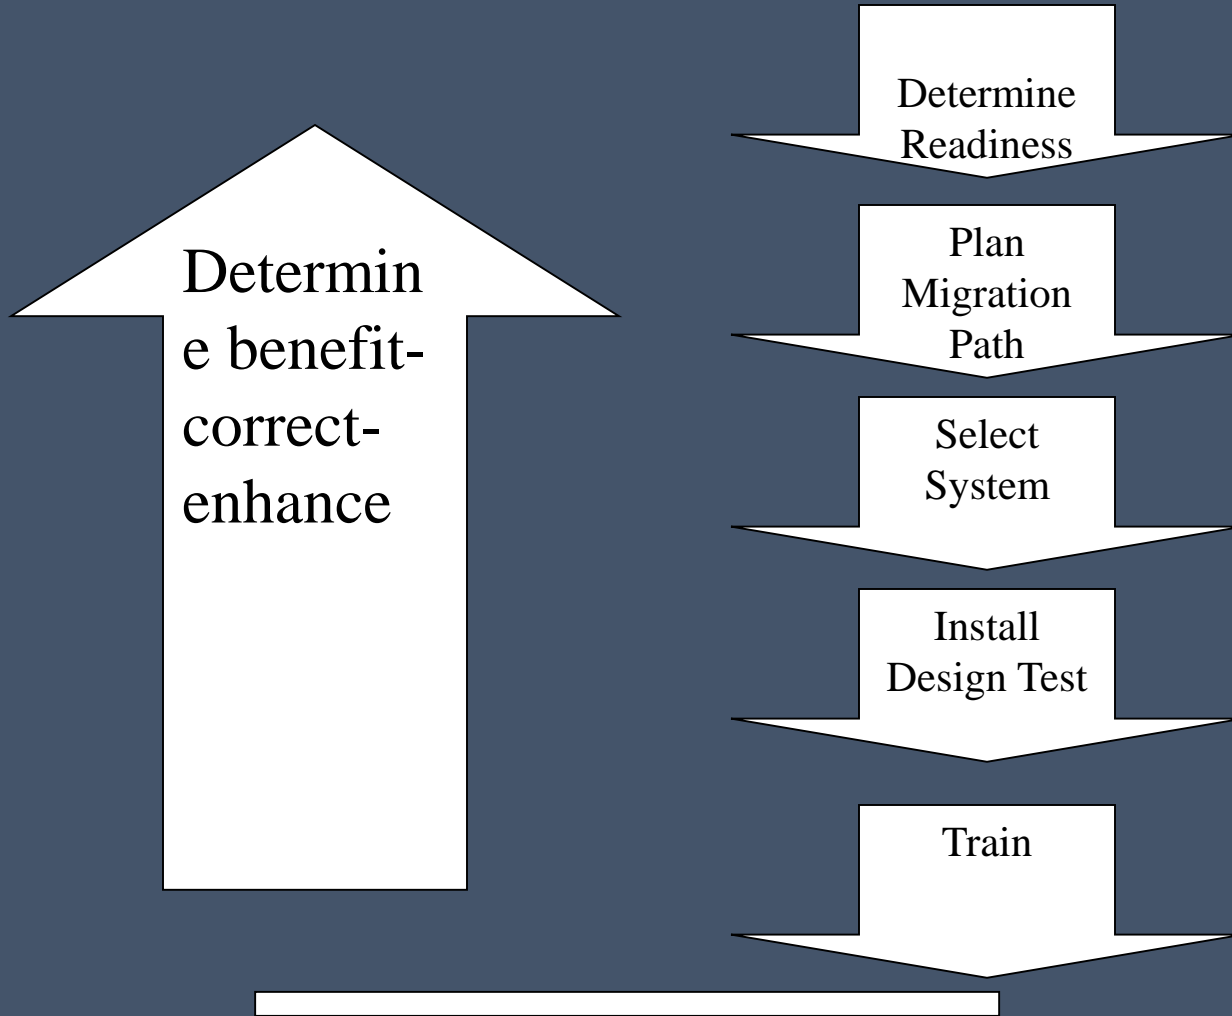 Determin
e benefit-
correct-
enhance
Determine
Readiness
Plan
Migration
Path
Select
System
Install
Design Test
Train